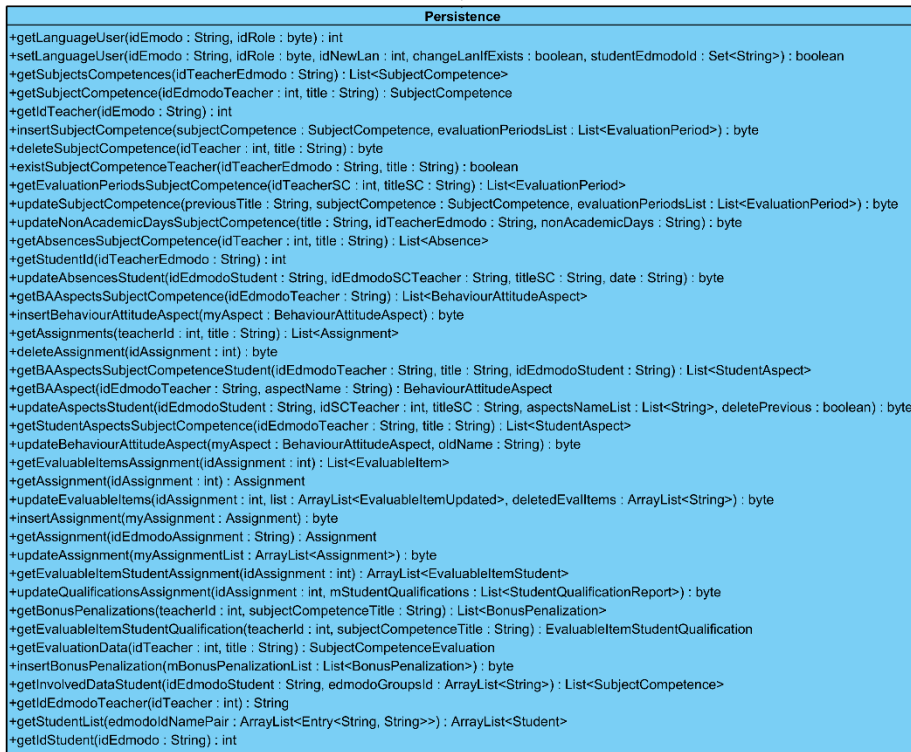 Persistence
+getLanguageUser(idEmodo : String, idRole : byte) : int
+setLanguageUser(idEmodo : String, idRole : byte, idNewLan : int, changeLanIfExists : boolean, studentEdmodoId : Set<String>) : boolean
+getSubjectsCompetences(idTeacherEdmodo : String) : List<SubjectCompetence>
+getSubjectCompetence(idEdmodoTeacher : int, title : String) : SubjectCompetence
+getIdTeacher(idEmodo : String) : int
+insertSubjectCompetence(subjectCompetence : SubjectCompetence, evaluationPeriodsList : List<EvaluationPeriod>) : byte
+deleteSubjectCompetence(idTeacher : int, title : String) : byte
+existSubjectCompetenceTeacher(idTeacherEdmodo : String, title : String) : boolean
+getEvaluationPeriodsSubjectCompetence(idTeacherSC : int, titleSC : String) : List<EvaluationPeriod>
+updateSubjectCompetence(previousTitle : String, subjectCompetence : SubjectCompetence, evaluationPeriodsList : List<EvaluationPeriod>) : byte
+updateNonAcademicDaysSubjectCompetence(title : String, idTeacherEdmodo : String, nonAcademicDays : String) : byte
+getAbsencesSubjectCompetence(idTeacher : int, title : String) : List<Absence>
+getStudentId(idTeacherEdmodo : String) : int
+updateAbsencesStudent(idEdmodoStudent : String, idEdmodoSCTeacher : String, titleSC : String, date : String) : byte
+getBAAspectsSubjectCompetence(idEdmodoTeacher : String) : List<BehaviourAttitudeAspect>
+insertBehaviourAttitudeAspect(myAspect : BehaviourAttitudeAspect) : byte
+getAssignments(teacherId : int, title : String) : List<Assignment>
+deleteAssignment(idAssignment : int) : byte
+getBAAspectsSubjectCompetenceStudent(idEdmodoTeacher : String, title : String, idEdmodoStudent : String) : List<StudentAspect>
+getBAAspect(idEdmodoTeacher : String, aspectName : String) : BehaviourAttitudeAspect
+updateAspectsStudent(idEdmodoStudent : String, idSCTeacher : int, titleSC : String, aspectsNameList : List<String>, deletePrevious : boolean) : byte
+getStudentAspectsSubjectCompetence(idEdmodoTeacher : String, title : String) : List<StudentAspect>
+updateBehaviourAttitudeAspect(myAspect : BehaviourAttitudeAspect, oldName : String) : byte
+getEvaluableItemsAssignment(idAssignment : int) : List<EvaluableItem>
+getAssignment(idAssignment : int) : Assignment
+updateEvaluableItems(idAssignment : int, list : ArrayList<EvaluableItemUpdated>, deletedEvalItems : ArrayList<String>) : byte
+insertAssignment(myAssignment : Assignment) : byte
+getAssignment(idEdmodoAssignment : String) : Assignment
+updateAssignment(myAssignmentList : ArrayList<Assignment>) : byte
+getEvaluableItemStudentAssignment(idAssignment : int) : ArrayList<EvaluableItemStudent>
+updateQualificationsAssignment(idAssignment : int, mStudentQualifications : List<StudentQualificationReport>) : byte
+getBonusPenalizations(teacherId : int, subjectCompetenceTitle : String) : List<BonusPenalization>
+getEvaluableItemStudentQualification(teacherId : int, subjectCompetenceTitle : String) : EvaluableItemStudentQualification
+getEvaluationData(idTeacher : int, title : String) : SubjectCompetenceEvaluation
+insertBonusPenalization(mBonusPenalizationList : List<BonusPenalization>) : byte
+getInvolvedDataStudent(idEdmodoStudent : String, edmodoGroupsId : ArrayList<String>) : List<SubjectCompetence>
+getIdEdmodoTeacher(idTeacher : int) : String
+getStudentList(edmodoIdNamePair : ArrayList<Entry<String, String>>) : ArrayList<Student>
+getIdStudent(idEdmodo : String) : int